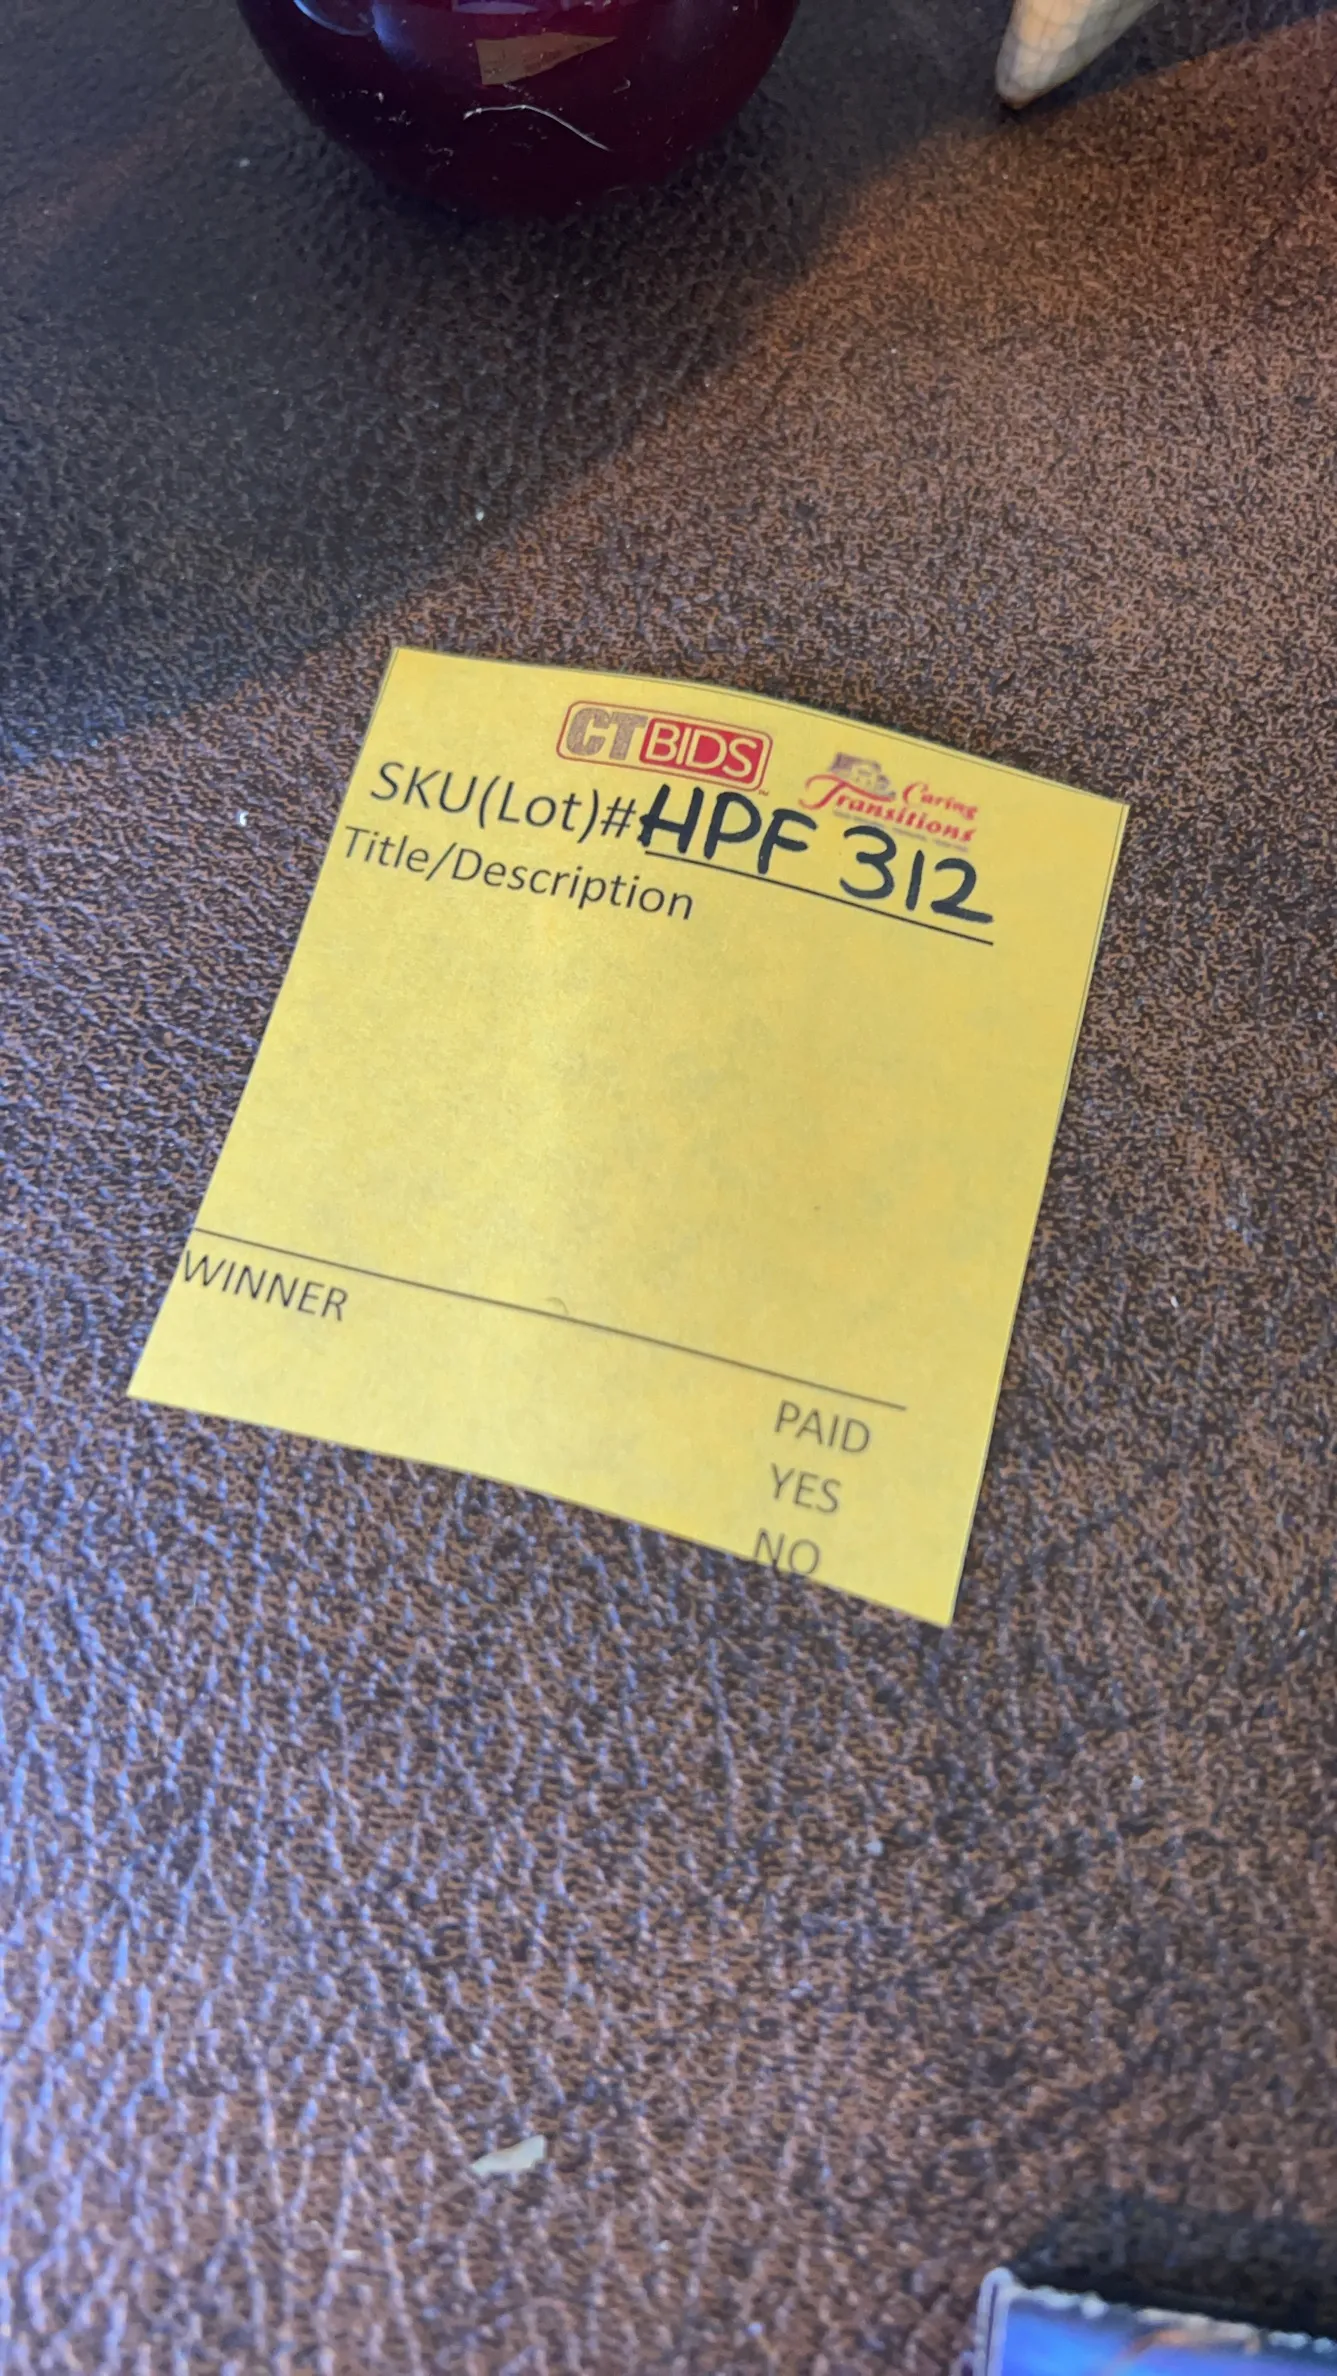 CTBIDS
Caring
Transitions
SKU(Lot)# HPF 312
Title/Description
WINNER
PAID
YES
NO